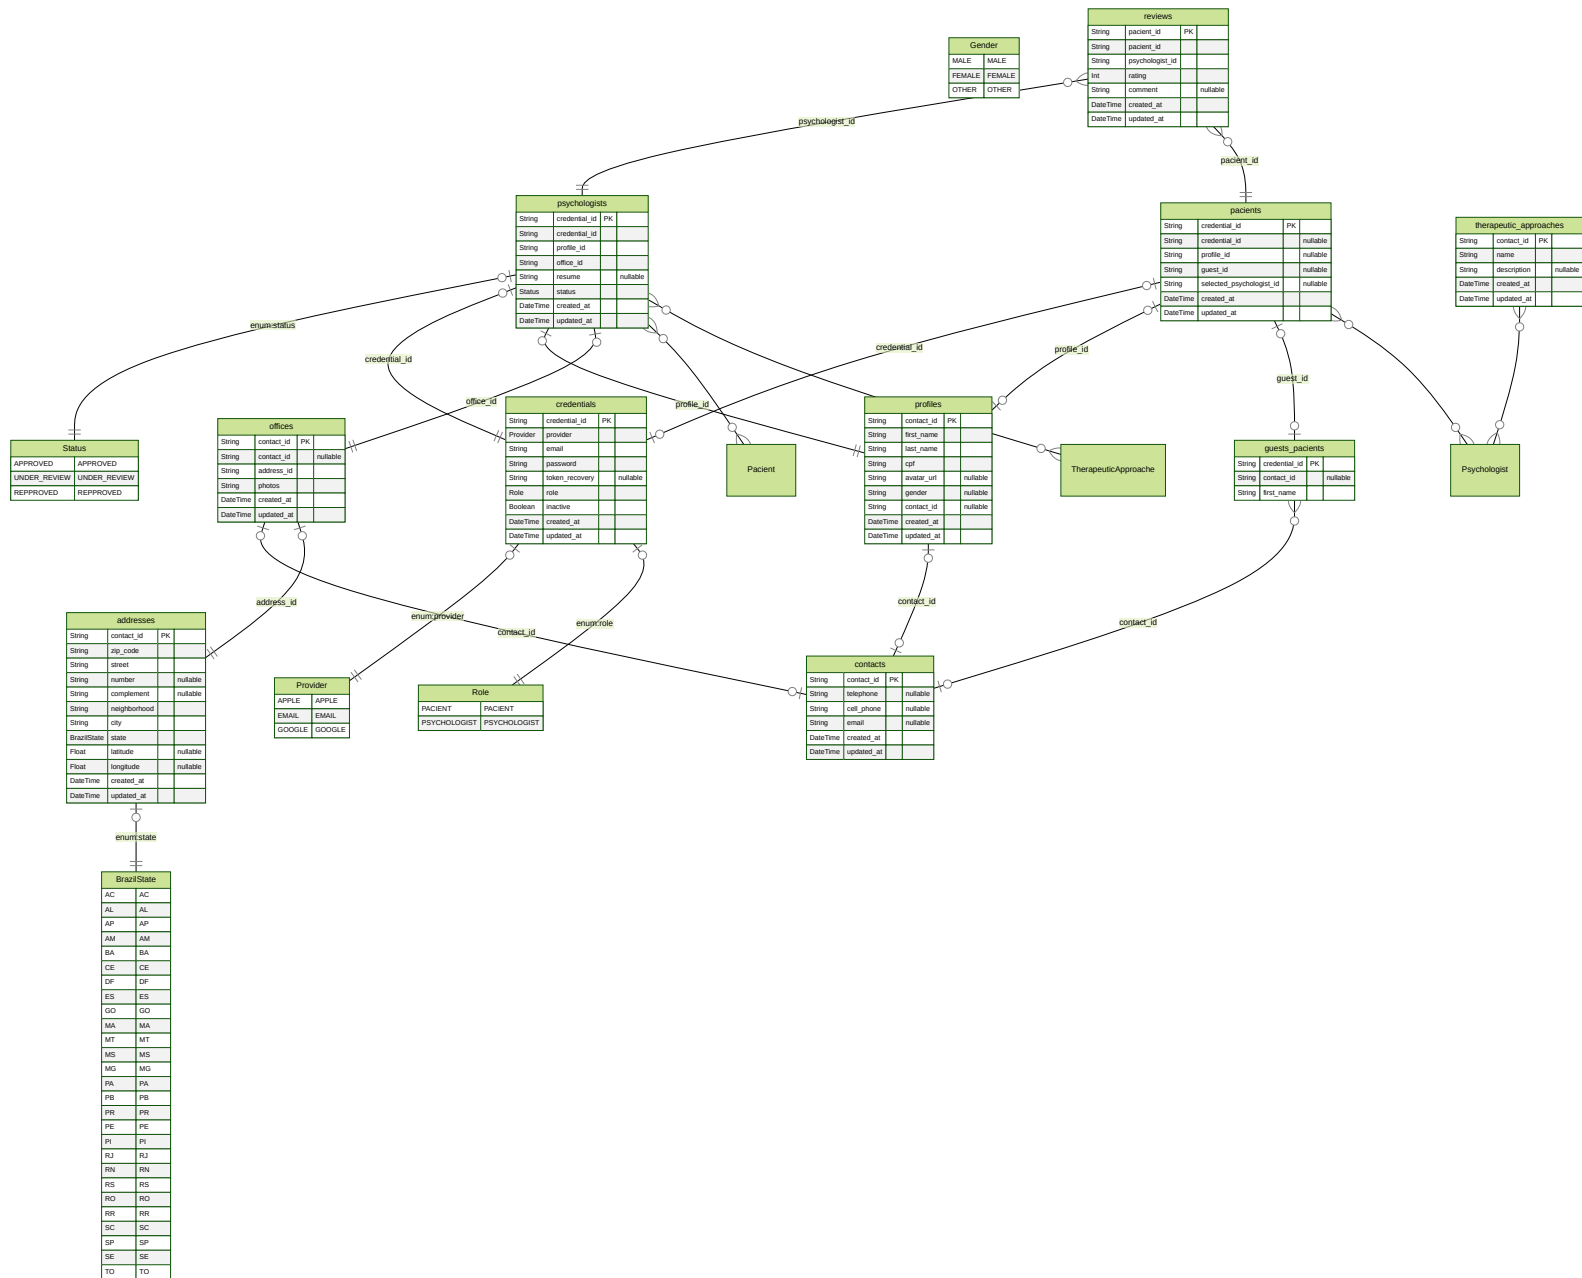 reviews
String pacient_id PK
String pacient_id
String psychologist_id
Int rating
String comment nullable
DateTime created_at
DateTime updated_at
Gender
MALE MALE
FEMALE FEMALE
OTHER OTHER
psychologist_id
pacient_id
psychologists
String credential_id PK
String credential_id
String profile_id
String office_id
String resume nullable
Status status
DateTime created_at
DateTime updated_at
pacients
String credential_id PK
String credential_id nullable
String profile_id nullable
String guest_id nullable
String selected_psychologist_id nullable
DateTime created_at
DateTime updated_at
therapeutic_approaches
String contact_id PK
String name
String description nullable
DateTime created_at
DateTime updated_at
enum:status
credential_id
credential_id
profile_id
guest_id
office_id
profile_id
Status
APPROVED APPROVED
UNDER_REVIEW UNDER_REVIEW
REPPROVED REPPROVED
offices
String contact_id PK
String contact_id nullable
String address_id
String photos
DateTime created_at
DateTime updated_at
credentials
String credential_id PK
Provider provider
String email
String password
String token_recovery nullable
Role role
Boolean inactive
DateTime created_at
DateTime updated_at
Pacient
profiles
String contact_id PK
String first_name
String last_name
String cpf
String avatar_url nullable
String gender nullable
String contact_id nullable
DateTime created_at
DateTime updated_at
TherapeuticApproache
guests_pacients
String credential_id PK
String contact_id nullable
String first_name
Psychologist
address_id
enum:provider
enum:role
contact_id
contact_id
contact_id
addresses
String contact_id PK
String zip_code
String street
String number nullable
String complement nullable
String neighborhood
String city
BrazilState state
Float latitude nullable
Float longitude nullable
DateTime created_at
DateTime updated_at
Provider
APPLE APPLE
EMAIL EMAIL
GOOGLE GOOGLE
Role
PACIENT PACIENT
PSYCHOLOGIST PSYCHOLOGIST
contacts
String contact_id PK
String telephone nullable
String cell_phone nullable
String email nullable
DateTime created_at
DateTime updated_at
enum:state
BrazilState
AC AC
AL AL
AP AP
AM AM
BA BA
CE CE
DF DF
ES ES
GO GO
MA MA
MT MT
MS MS
MG MG
PA PA
PB PB
PR PR
PE PE
PI PI
RJ RJ
RN RN
RS RS
RO RO
RR RR
SC SC
SP SP
SE SE
TO TO